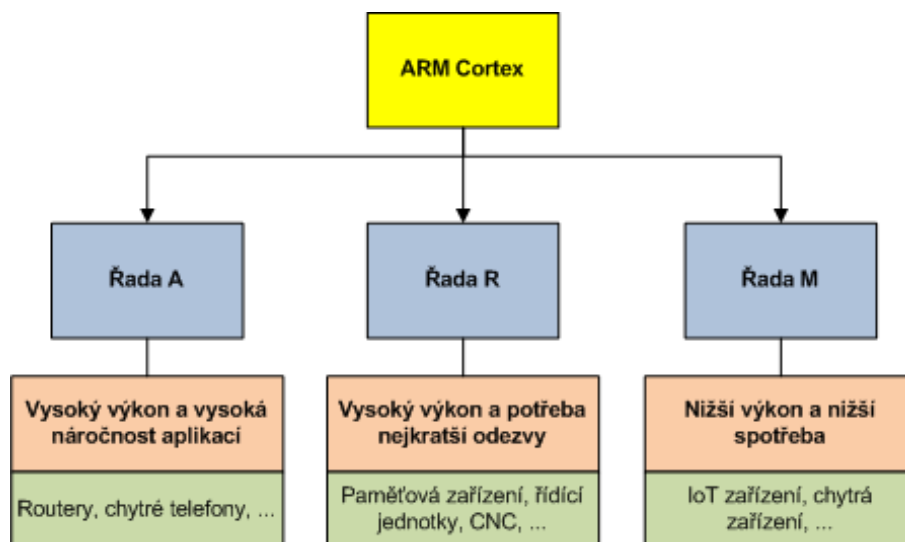 ARM Cortex
Řada A
Řada R
Řada M
Vysoký výkon a vysoká
náročnost aplikací
Vysoký výkon a potřeba
nejkratší odezvy
Nižší výkon a nižší
spotřeba
Routery, chytré telefony, ...
Paměťová zařízení, řídící
jednotky, CNC, ...
IoT zařízení, chytrá
zařízení, ...